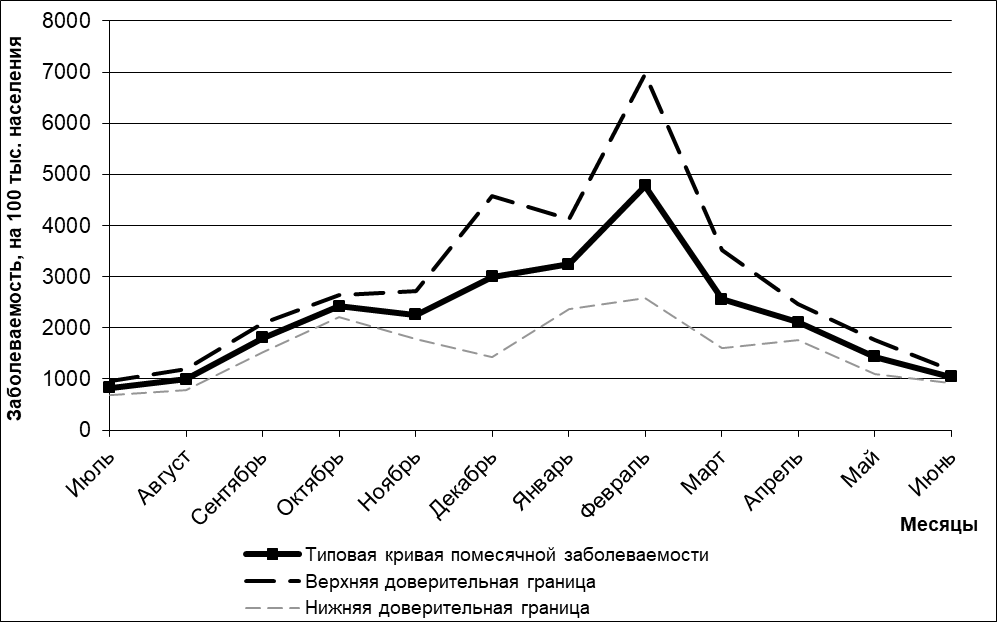 Заболеваемость, на 100 тыс. населения
8000
7000
6000
5000
4000
3000
2000
1000
0
Июль
Август
Сентябрь
Октябрь
Ноябрь
Декабрь
Январь
Февраль
Март
Апрель
Май
Июнь
Месяцы
Типовая кривая помесячной заболеваемости
Верхняя доверительная граница
Нижняя доверительная граница